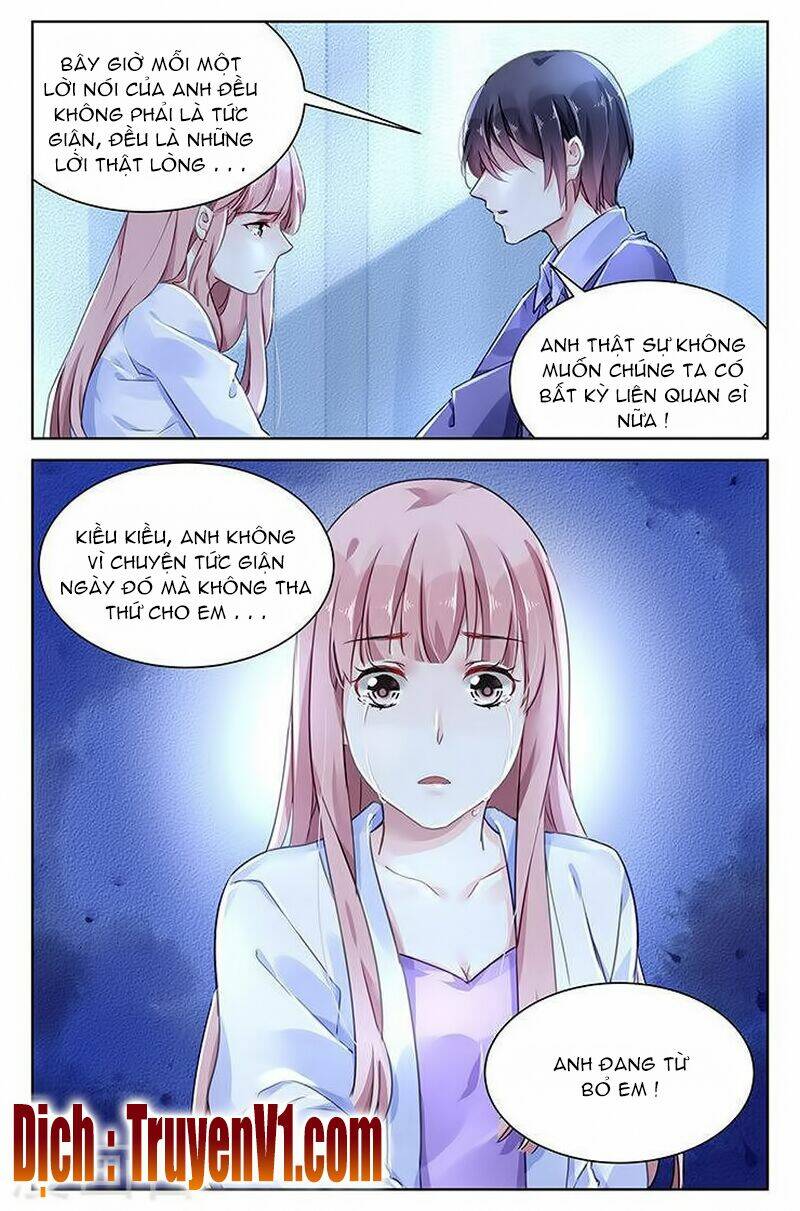 BÂY GIỜ MỖI MỘT
LỜI NÓI CỦA ANH ĐỀU
KHÔNG PHẢI LÀ TỨC
GIẬN, ĐỀU LÀ NHỮNG
LỜI THẬT LÒNG . . .
ANH THẬT SỰ KHÔNG
MUỐN CHÚNG TA CÓ
BẤT KỲ LIÊN QUAN GÌ
NỮA !
KIỀU KIỀU, ANH KHÔNG
VÌ CHUYỆN TỨC GIẬN
NGÀY ĐÓ MÀ KHÔNG THA
THỨ CHO EM . . .
ANH ĐANG TỪ
BỎ EM !
Dịch : TruyenV1.com